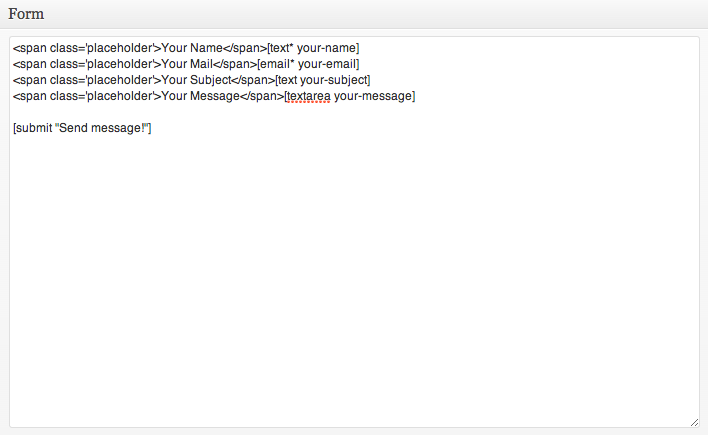 Form
<span class='placeholder'>Your Name</span>[text* your-name]
<span class='placeholder'>Your Mail</span>[email* your-email]
<span class='placeholder'>Your Subject</span>[text your-subject]
<span class='placeholder'>Your Message</span>[textarea your-message]
[submit "Send message!"]